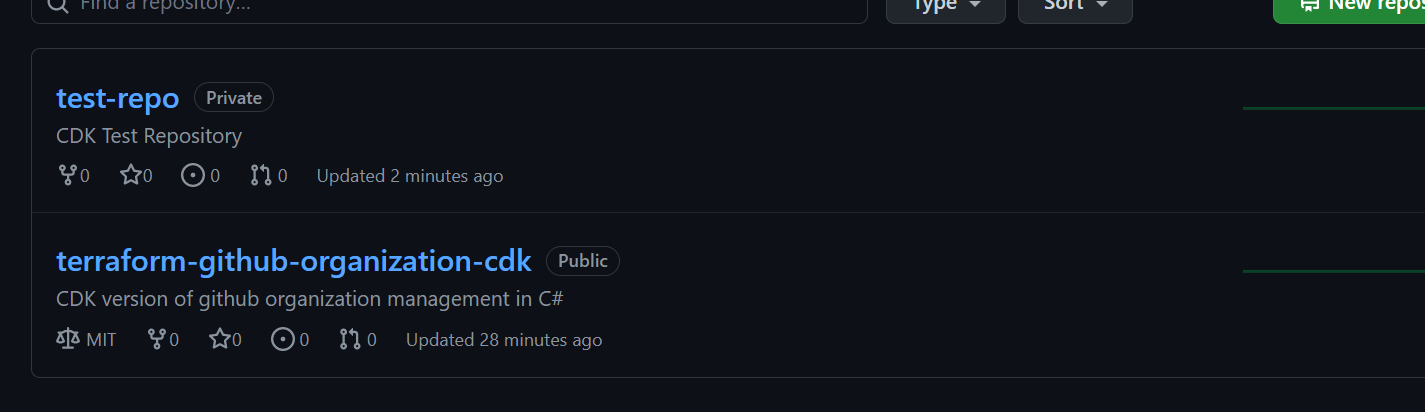 Find a repository...
Type
Sort
test-repo Private
CDK Test Repository
0 0 0 0 Updated 2 minutes ago
terraform-github-organization-cdk Public
CDK version of github organization management in C#
MIT 0 0 0 0 Updated 28 minutes ago